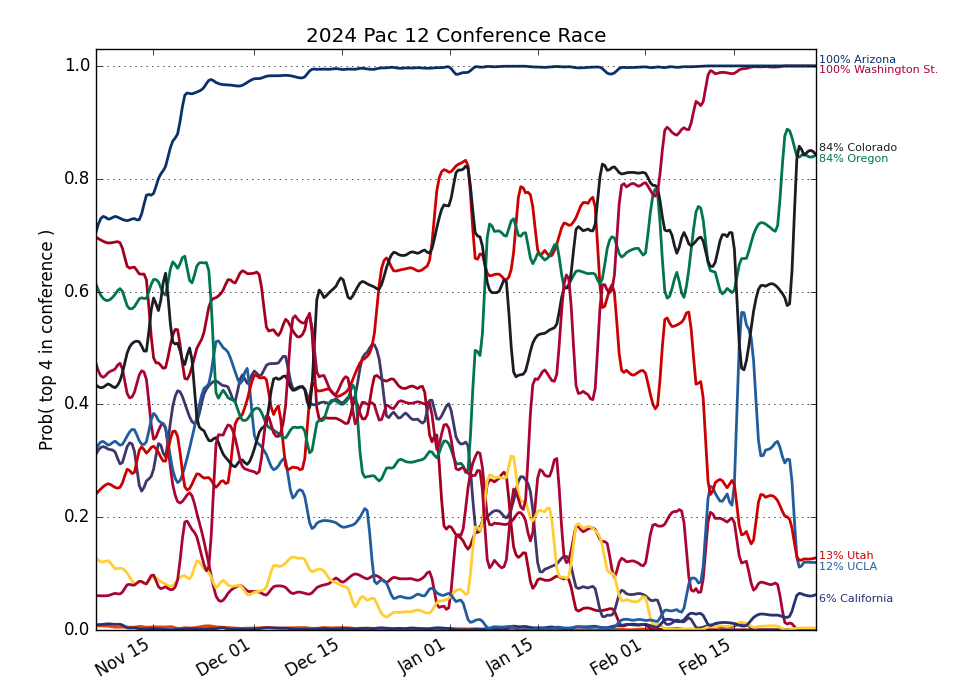 2024 Pac 12 Conference Race
Prob( top 4 in conference )
1.0
0.8
0.6
0.4
0.2
0.0
Nov 15
Dec 01
Dec 15
Jan 01
Jan 15
Feb 01
Feb 15
100% Arizona
100% Washington St.
84% Colorado
84% Oregon
13% Utah
12% UCLA
6% California